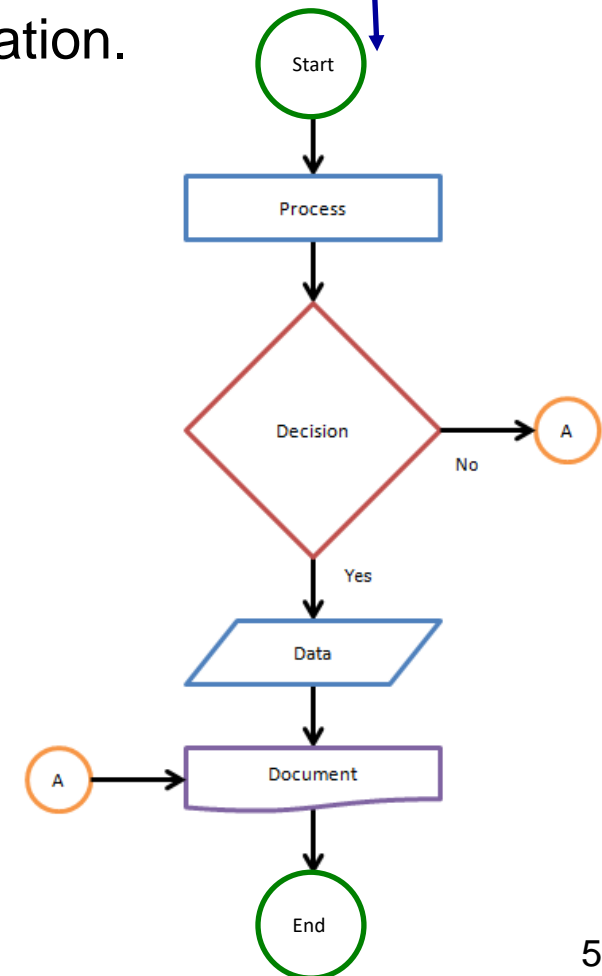 ation.
Start
Process
Decision
A
No
Yes
Data
A
Document
End
5